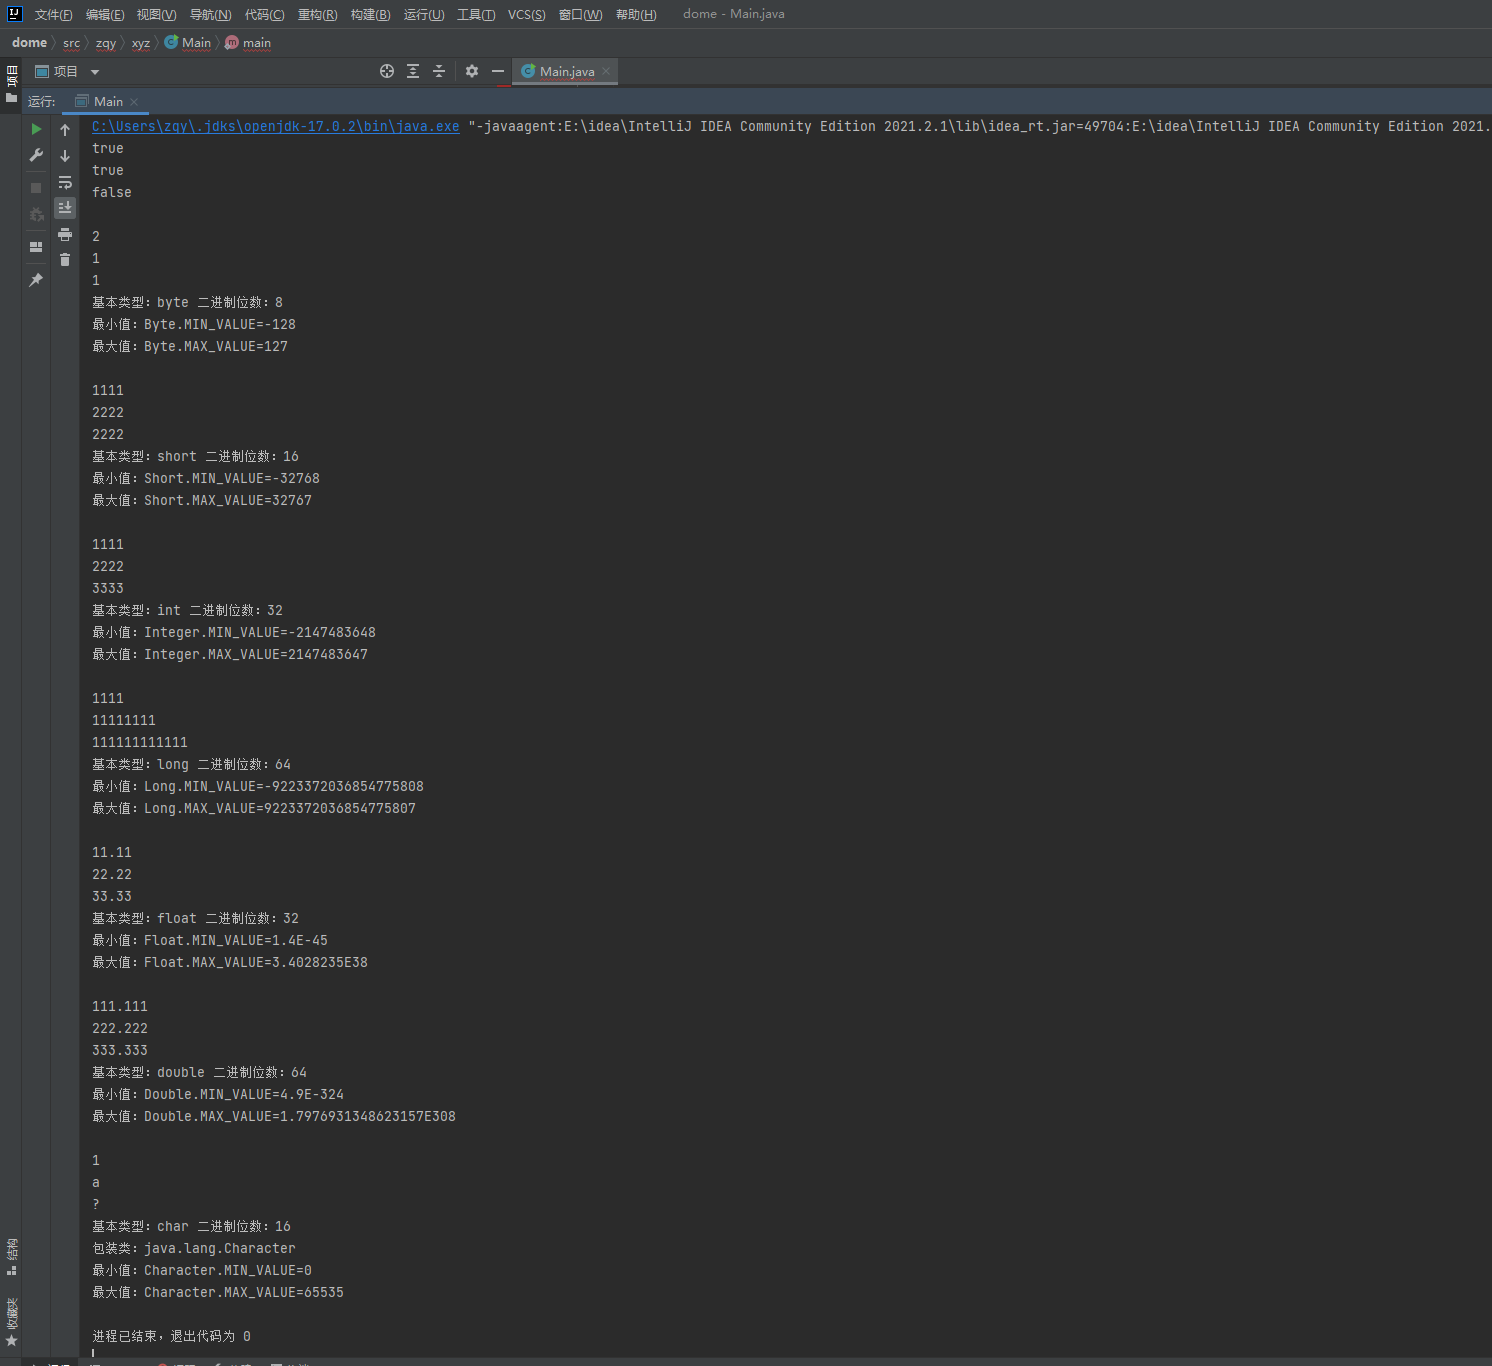 文件(F) 编辑(E) 视图(V) 导航(N) 代码(C) 重构(R) 构建(B) 运行(U) 工具(T) VCS(S) 窗口(W) 帮助(H) dome - Main.java
dome src zqy xyz Main main
项目
项目 Main.java
运行: Main
C:\Users\zqy\.jdks\openjdk-17.0.2\bin\java.exe "-javaagent:E:\idea\IntelliJ IDEA Community Edition 2021.2.1\lib\idea_rt.jar=49704:E:\idea\IntelliJ IDEA Community Edition 2021.
true
true
false
2
1
1
基本类型：byte 二进制位数：8
最小值：Byte.MIN_VALUE=-128
最大值：Byte.MAX_VALUE=127
1111
2222
2222
基本类型：short 二进制位数：16
最小值：Short.MIN_VALUE=-32768
最大值：Short.MAX_VALUE=32767
1111
2222
3333
基本类型：int 二进制位数：32
最小值：Integer.MIN_VALUE=-2147483648
最大值：Integer.MAX_VALUE=2147483647
1111
11111111
111111111111
基本类型：long 二进制位数：64
最小值：Long.MIN_VALUE=-9223372036854775808
最大值：Long.MAX_VALUE=9223372036854775807
11.11
22.22
33.33
基本类型：float 二进制位数：32
最小值：Float.MIN_VALUE=1.4E-45
最大值：Float.MAX_VALUE=3.4028235E38
111.111
222.222
333.333
基本类型：double 二进制位数：64
最小值：Double.MIN_VALUE=4.9E-324
最大值：Double.MAX_VALUE=1.7976931348623157E308
1
a
?
基本类型：char 二进制位数：16
包装类：java.lang.Character
最小值：Character.MIN_VALUE=0
最大值：Character.MAX_VALUE=65535
进程已结束，退出代码为 0
结构
收藏夹